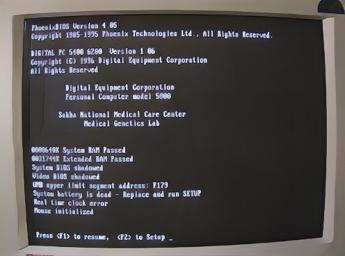 PhoenixBIOS Version 4.05
Copyright 1985-1995 Phoenix Technologies Ltd., All Rights Reserved.
DIGITAL PC 5400 6200 Version 1.06
Copyright (C) 1996 Digital Equipment Corporation
All Rights Reserved
Digital Equipment Corporation
Personal Computer model 5000
Sabha National Medical Care Center
Medical Genetics Lab
0000640K System RAM Passed
0031744K Extended RAM Passed
System BIOS shadowed
Video BIOS shadowed
UMB upper limit segment address: F179
System battery is dead - Replace and run SETUP
Real time clock error
Mouse initialized
Press <F1> to resume, <F2> to Setup _